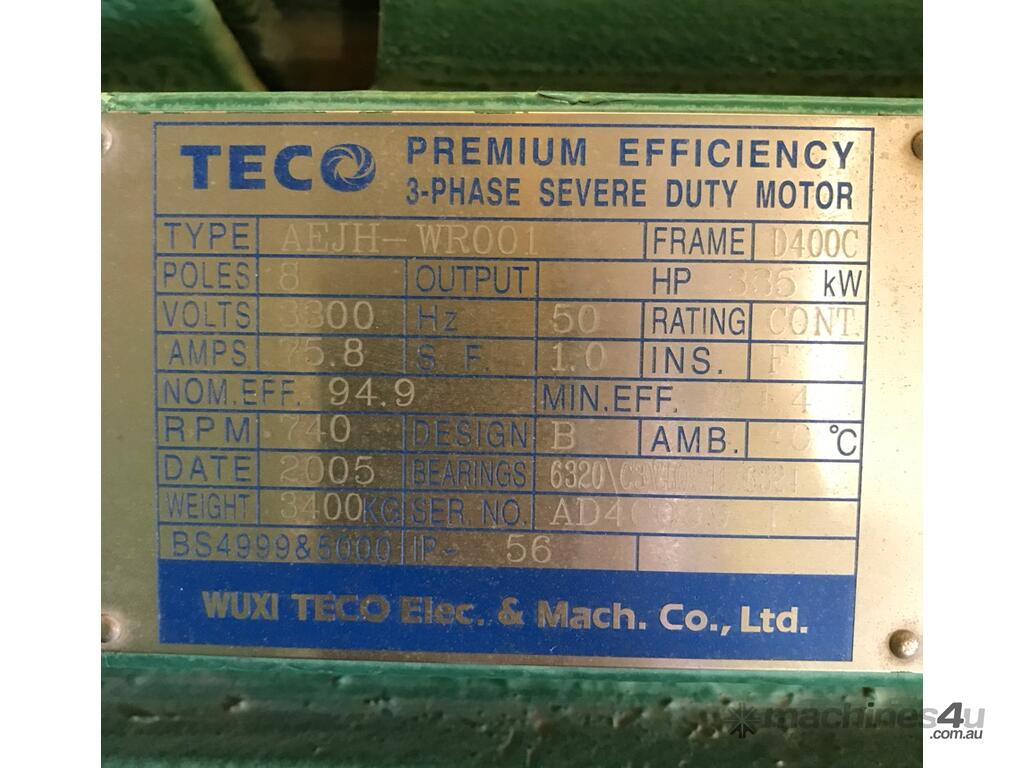 TECO PREMIUM EFFICIENCY
3-PHASE SEVERE DUTY MOTOR
TYPE AEJH-WR001 FRAME D400C
POLES 8 OUTPUT HP kW
VOLTS 3300 Hz 50 RATING CONT
AMPS 75.8 S.F. 1.0 INS. F
NOM.EFF. 94.9 MIN.EFF.
RPM 740 DESIGN B AMB. °C
DATE 2005 BEARINGS
WEIGHT 3400KG SER. NO.
BS4999&5000 IP- 56
WUXI TECO Elec. & Mach. Co., Ltd.
machines4u
.com.au